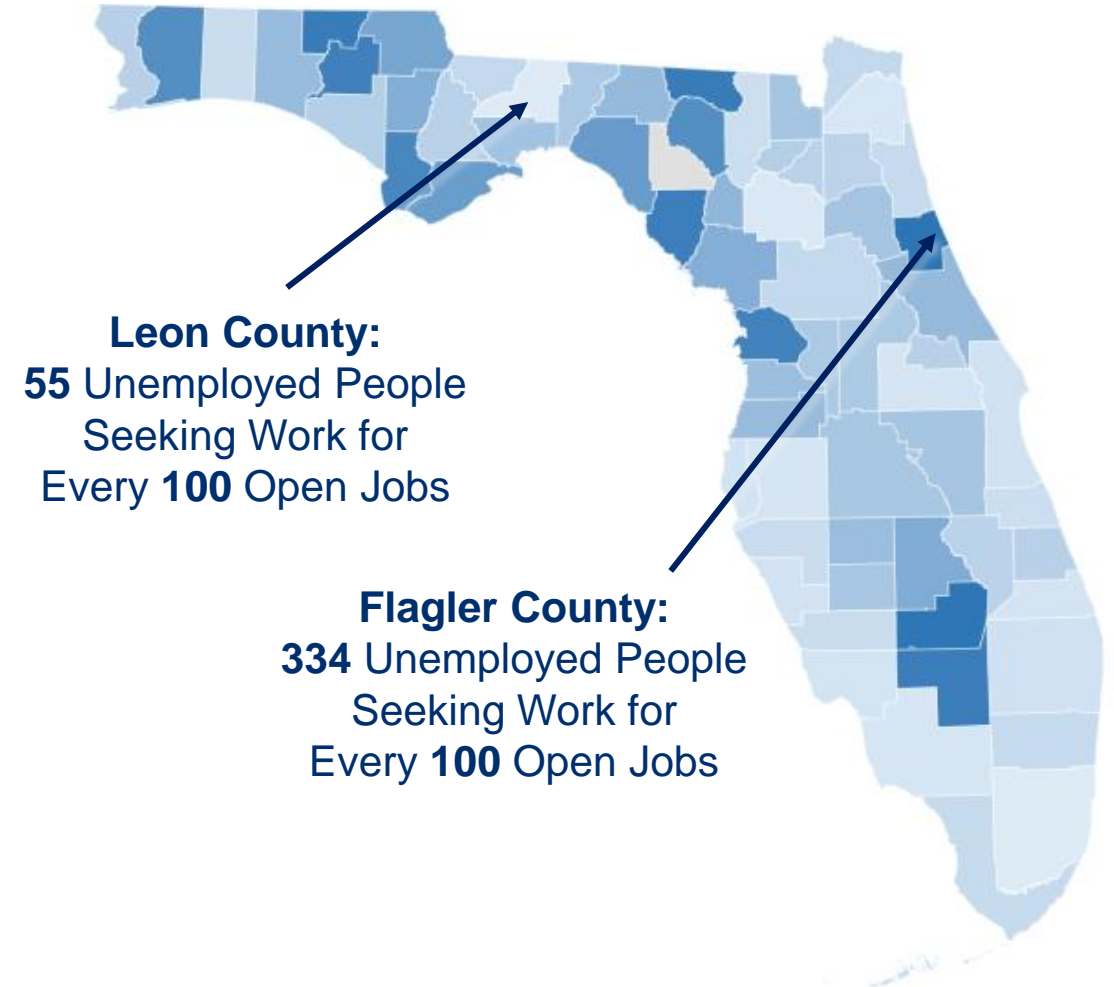 Leon County:
55 Unemployed People
Seeking Work for
Every 100 Open Jobs
Flagler County:
334 Unemployed People
Seeking Work for
Every 100 Open Jobs